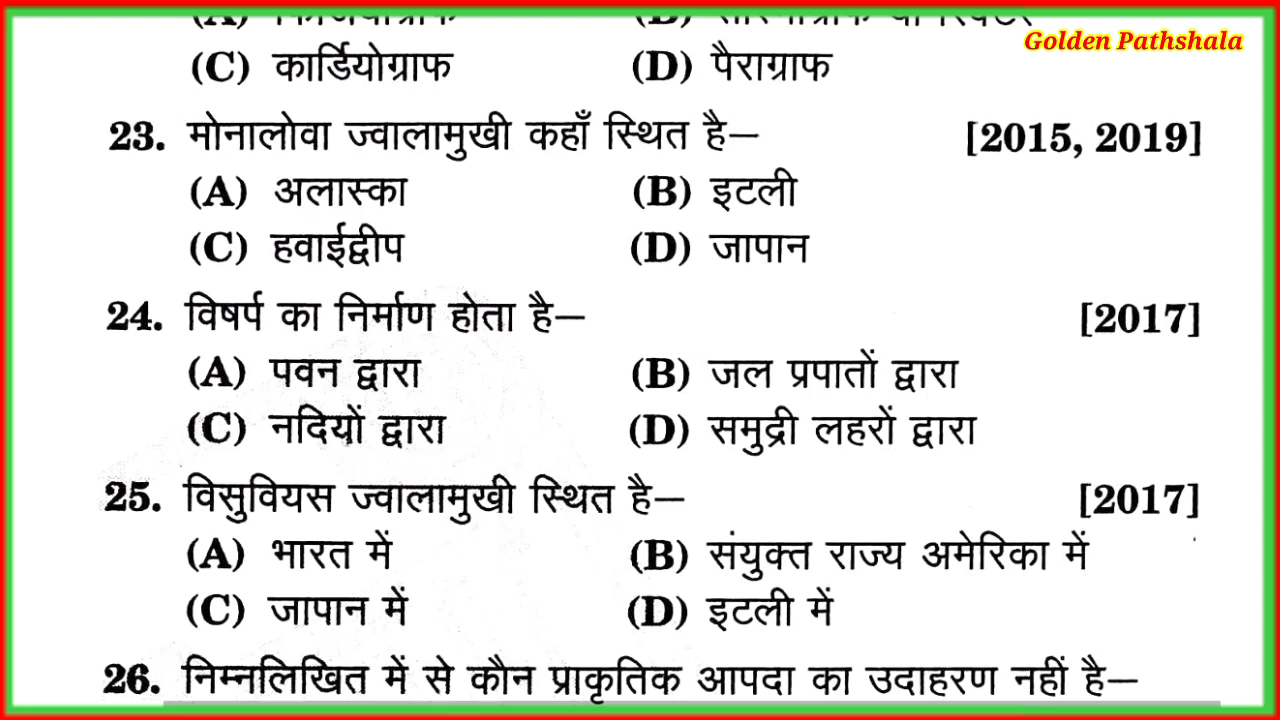 Golden Pathshala
(C) कार्डियोग्राफ (D) पैराग्राफ
23. मोनालोवा ज्वालामुखी कहाँ स्थित है— [2015, 2019]
(A) अलास्का (B) इटली
(C) हवाईद्वीप (D) जापान
24. विषर्प का निर्माण होता है— [2017]
(A) पवन द्वारा (B) जल प्रपातों द्वारा
(C) नदियों द्वारा (D) समुद्री लहरों द्वारा
25. विसुवियस ज्वालामुखी स्थित है— [2017]
(A) भारत में (B) संयुक्त राज्य अमेरिका में
(C) जापान में (D) इटली में
26. निम्नलिखित में से कौन प्राकृतिक आपदा का उदाहरण नहीं है—